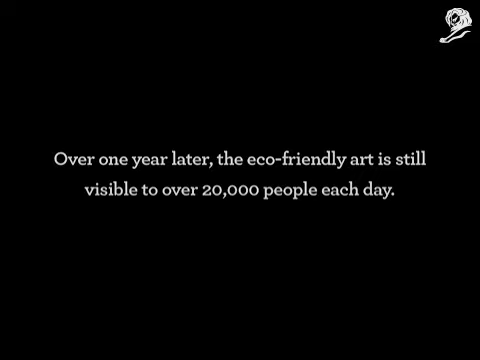 Over one year later, the eco-friendly art is still
visible to over 20,000 people each day.